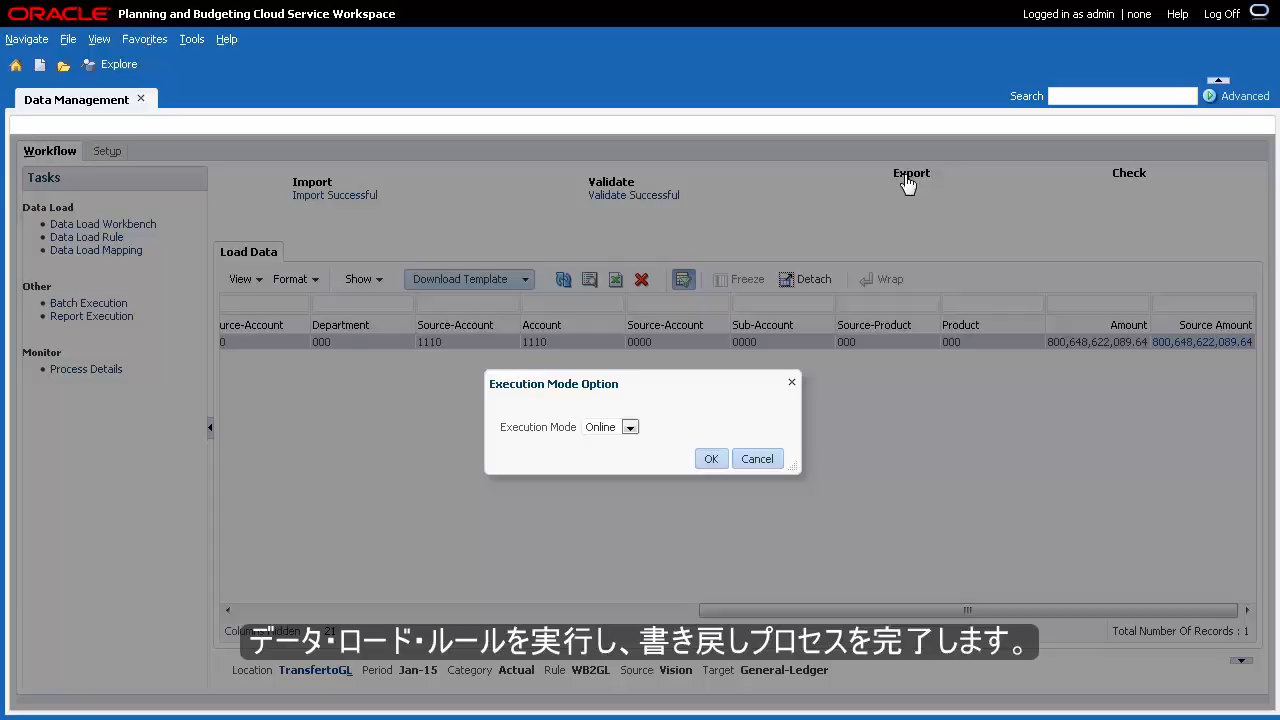 ORACLE Planning and Budgeting Cloud Service Workspace Logged in as admin | none Help Log Off
Navigate File View Favorites Tools Help
Explore
Data Management
Search Advanced
Workflow Setup
Tasks
Data Load
Data Load Workbench
Data Load Rule
Data Load Mapping
Other
Batch Execution
Report Execution
Monitor
Process Details
Import Validate Export Check
Import Successful Validate Successful
Load Data
View Format Show Download Template Freeze Detach Wrap
urce-Account Department Source-Account Account Source-Account Sub-Account Source-Product Product Amount Source Amount
0 000 1110 1110 0000 0000 000 000 800,648,622,089.64 800,648,622,089.64
Execution Mode Option
Execution Mode Online
OK Cancel
Columns Hidden 21 Total Number Of Records : 1
データ・ロード・ルールを実行し、書き戻しプロセスを完了します。
Location TransfertoGL Period Jan-15 Category Actual Rule WB2GL Source Vision Target General-Ledger